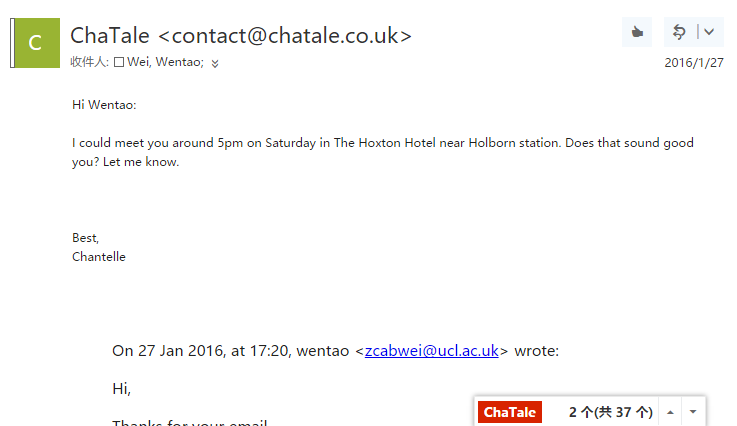 C
ChaTale <contact@chatale.co.uk>
收件人: Wei, Wentao;
2016/1/27
Hi Wentao:
I could meet you around 5pm on Saturday in The Hoxton Hotel near Holborn station. Does that sound good
you? Let me know.
Best,
Chantelle
On 27 Jan 2016, at 17:20, wentao <zcabwei@ucl.ac.uk> wrote:
Hi,
Thanks for your email
ChaTale 2 个(共 37 个)